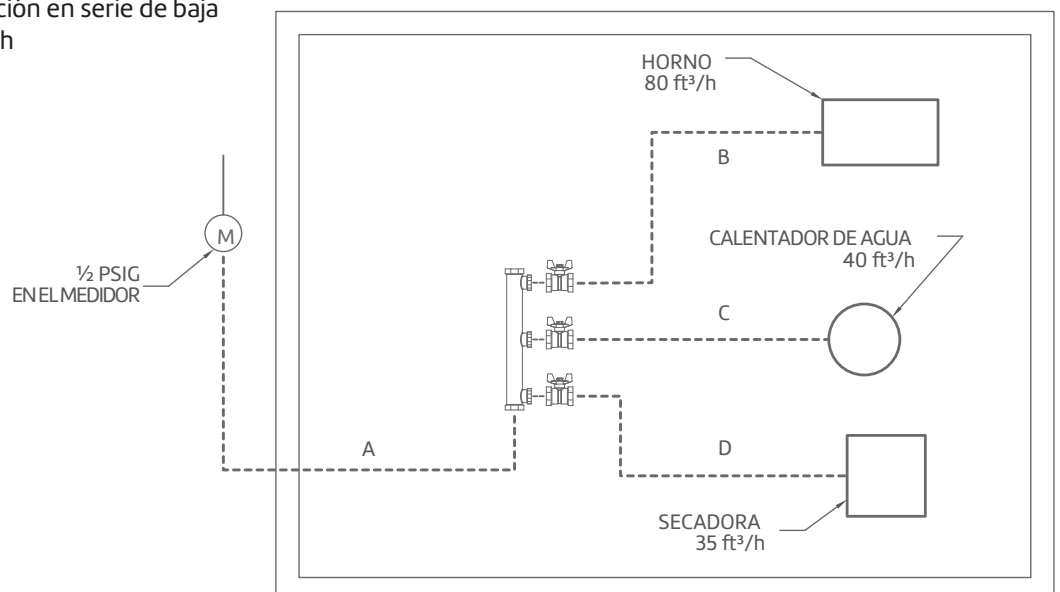 ción en serie de baja
h
HORNO
80 ft³/h
B
M
CALENTADOR DE AGUA
40 ft³/h
½ PSIG
EN EL MEDIDOR
C
A
D
SECADORA
35 ft³/h